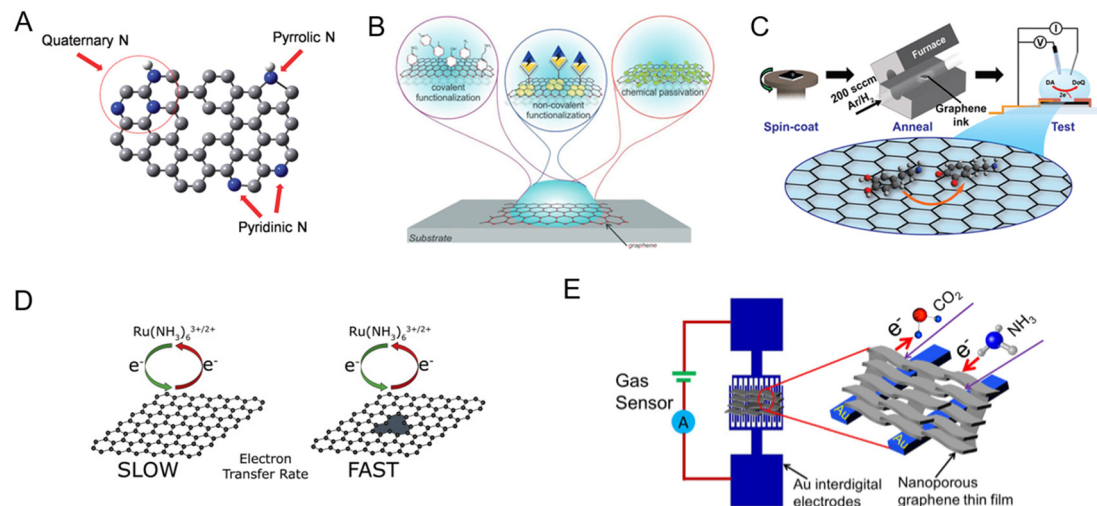 A
Quaternary N
Pyrrolic N
Pyridinic N
B
covalent
functionalization
non-covalent
functionalization
chemical passivation
Substrate
graphene
C
Furnace
200 sccm
Ar/H₂
Graphene
ink
Spin-coat
Anneal
Test
I
V
DA
DoQ
2e⁻
D
Ru(NH₃)₆³⁺/²⁺
e⁻
e⁻
SLOW
Electron
Transfer Rate
Ru(NH₃)₆³⁺/²⁺
e⁻
e⁻
FAST
E
Gas
Sensor
A
CO₂
e⁻
NH₃
e⁻
Au
Au
Au interdigital
electrodes
Nanoporous
graphene thin film